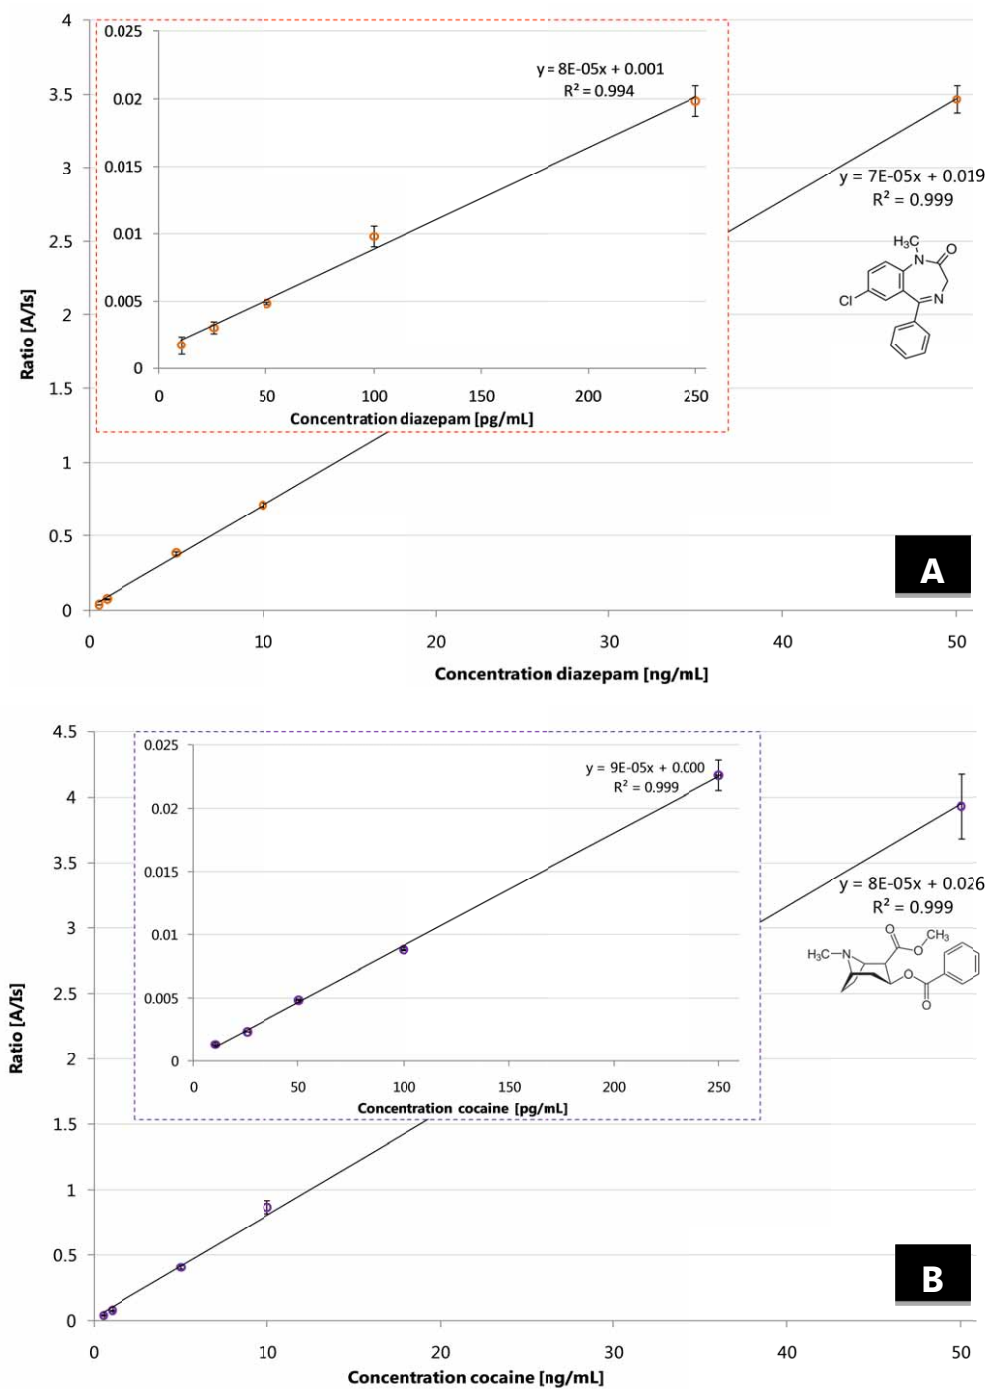 4
3.5
3
2.5
2
1.5
1
0.5
0
Ratio [A/Is]
0.025
0.02
0.015
0.01
0.005
0
y = 8E-05x + 0.001
R² = 0.994
0 50 100 150 200 250
Concentration diazepam [pg/mL]
y = 7E-05x + 0.019
R² = 0.999
H₃C
N
O
Cl
N
A
0 10 20 30 40 50
Concentration diazepam [ng/mL]
4.5
4
3.5
3
2.5
2
1.5
1
0.5
0
Ratio [A/Is]
0.025
0.02
0.015
0.01
0.005
0
y = 9E-05x + 0.000
R² = 0.999
0 50 100 150 200 250
Concentration cocaine [pg/mL]
y = 8E-05x + 0.026
R² = 0.999
O
CH₃
H₃C
N
O
O
O
B
0 10 20 30 40 50
Concentration cocaine [ng/mL]